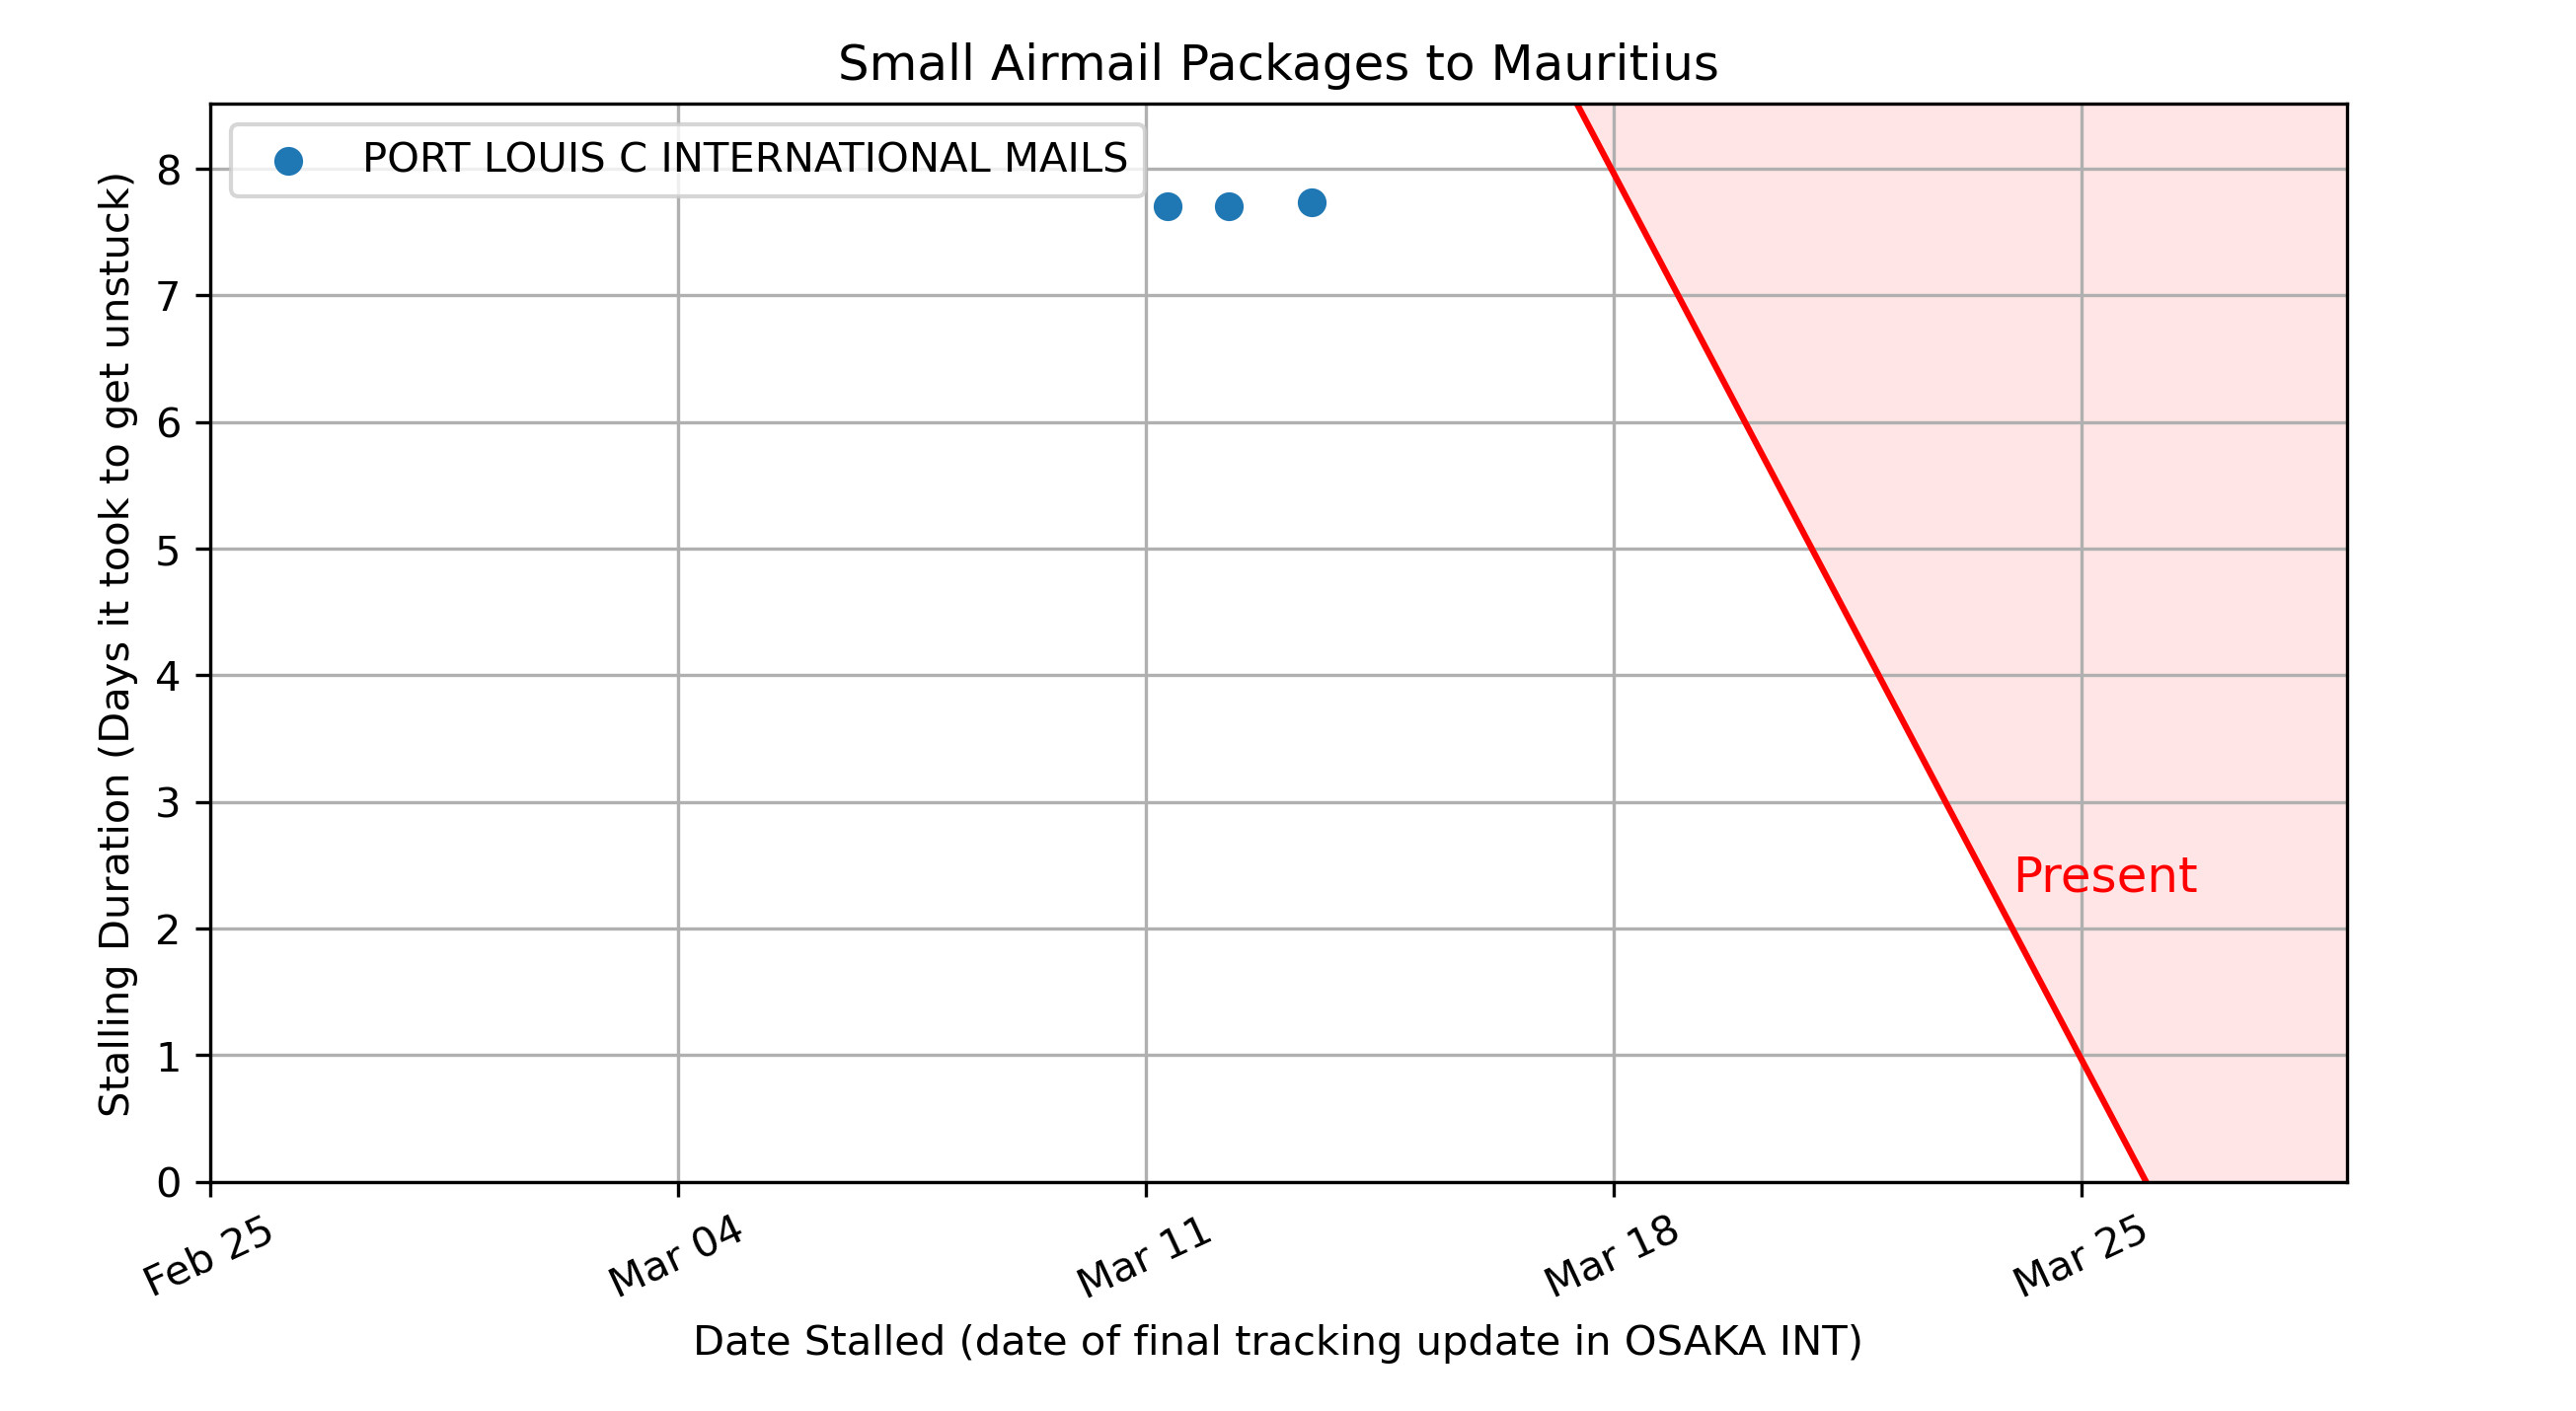 Small Airmail Packages to Mauritius
PORT LOUIS C INTERNATIONAL MAILS
Stalling Duration (Days it took to get unstuck)
8
7
6
5
4
3
2
1
0
Present
Feb 25
Mar 04
Mar 11
Mar 18
Mar 25
Date Stalled (date of final tracking update in OSAKA INT)